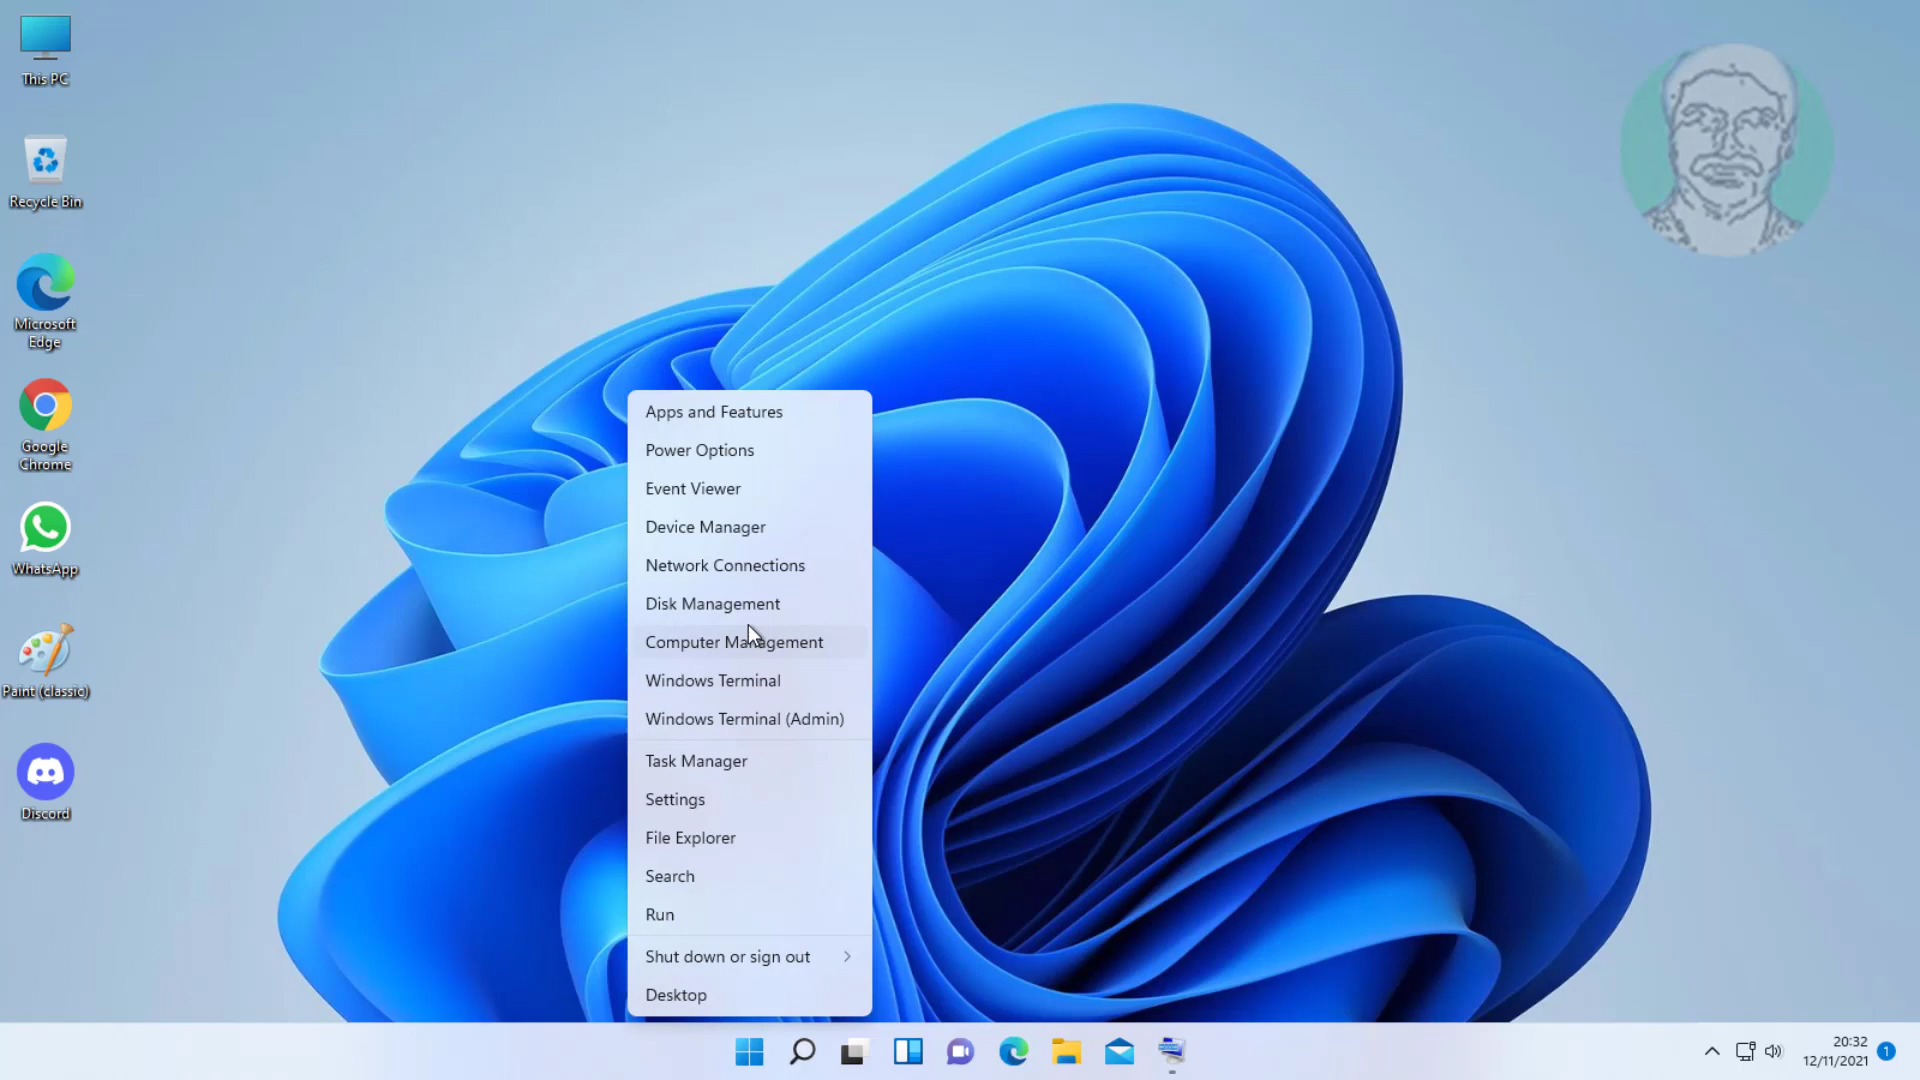 This PC
Recycle Bin
Microsoft
Edge
Google
Chrome
WhatsApp
Paint (classic)
Discord
Apps and Features
Power Options
Event Viewer
Device Manager
Network Connections
Disk Management
Computer Management
Windows Terminal
Windows Terminal (Admin)
Task Manager
Settings
File Explorer
Search
Run
Shut down or sign out
Desktop
20:32
12/11/2021
1